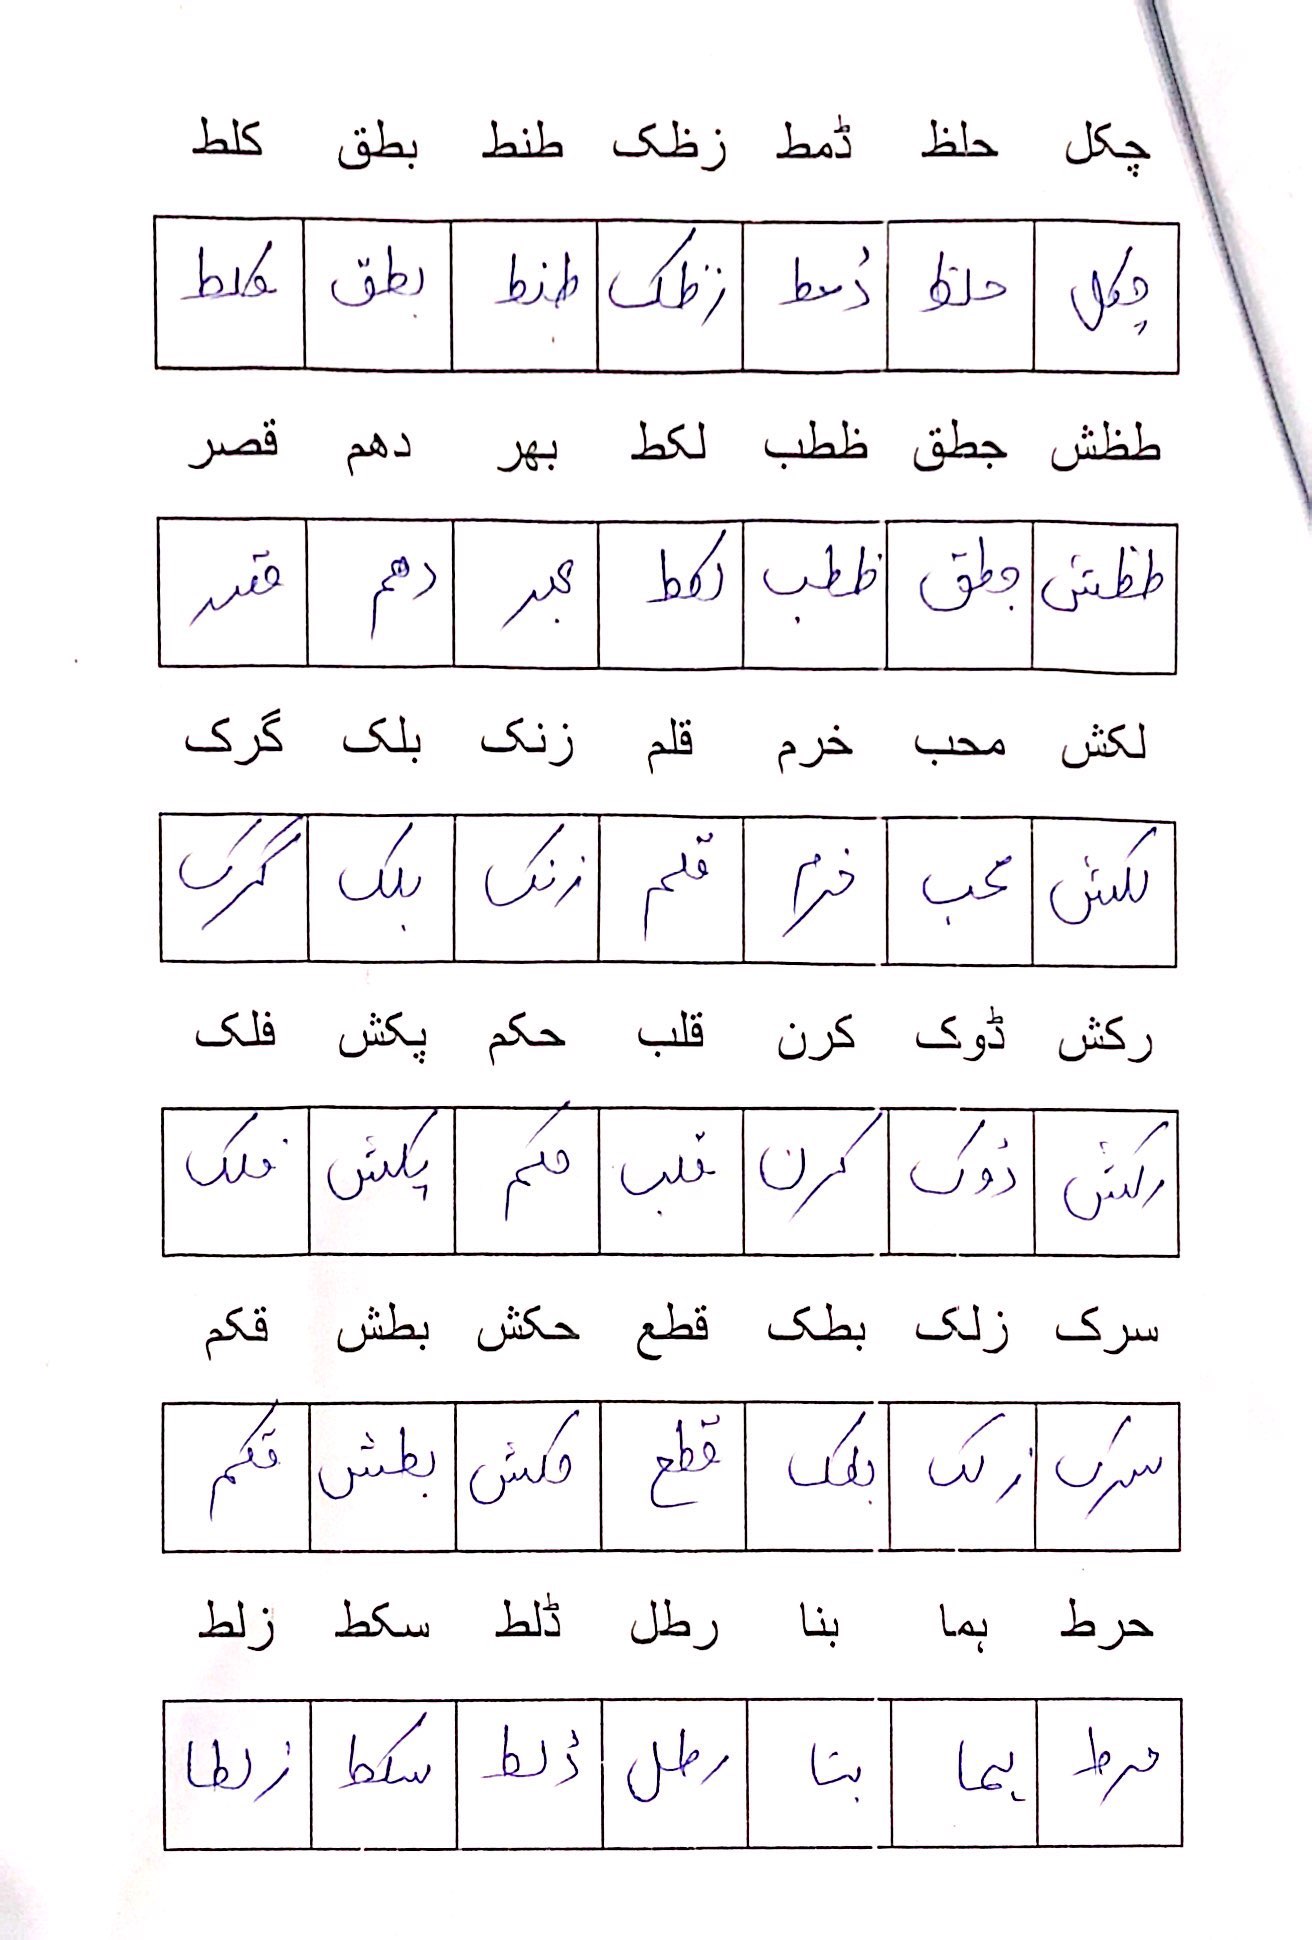 چکل حلظ ڈمط زظک طنط بطق کلط
چکل حلظ ڈمط زظک طنط بطق کلط
طظش جطق ظطب لکط بھر دھم قصر
طظش جطق ظطب لکط بھر دھم قصر
لکش محب خرم قلم زنک بلک گرک
لکش محب خرم قلم زنک بلک گرک
رکش ڈوک کرن قلب حکم پکش فلک
رکش ڈوک کرن قلب حکم پکش فلک
سرک زلک بطک قطع حکش بطش قکم
سرک زلک بطک قطع حکش بطش قکم
حرط ہما بنا رطل ڈلط سکط زلط
حرط ہما بنا رطل ڈلط سکط زلط